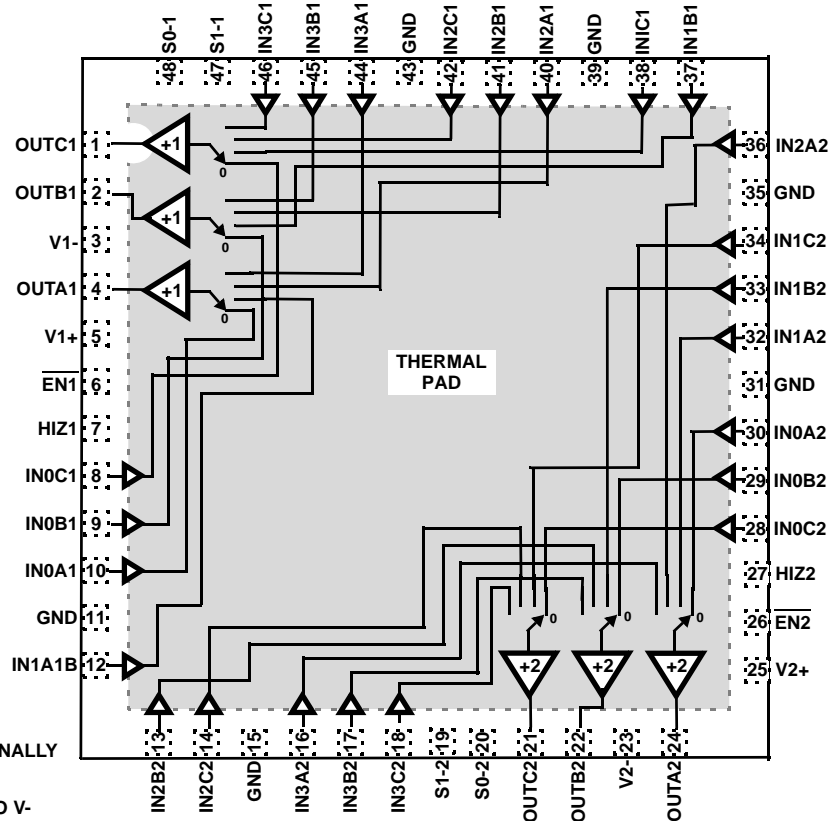 48 S0-1
47 S1-1
46 IN3C1
45 IN3B1
44 IN3A1
43 GND
42 IN2C1
41 IN2B1
40 IN2A1
39 GND
38 INIC1
37 IN1B1
OUTC1 1
OUTB1 2
V1- 3
OUTA1 4
V1+ 5
EN1 6
HIZ1 7
IN0C1 8
IN0B1 9
IN0A1 10
GND 11
IN1A1B 12
+1
0
+1
0
+1
0
THERMAL
PAD
36 IN2A2
35 GND
34 IN1C2
33 IN1B2
32 IN1A2
31 GND
30 IN0A2
29 IN0B2
28 IN0C2
27 HIZ2
26 EN2
25 V2+
0
0
0
+2
+2
+2
IN2B2 13
IN2C2 14
GND 15
IN3A2 16
IN3B2 17
IN3C2 18
S1-2 19
S0-2 20
OUTC2 21
OUTB2 22
V2- 23
OUTA2 24
NALLY
D V-